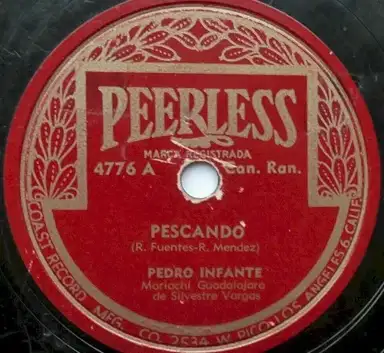 PEERLESS
MARCA REGISTRADA
4776 A Can. Ran.
PESCANDO
(R. Fuentes-R. Mendez)
PEDRO INFANTE
Mariachi Guadalajara
de Silvestre Vargas
COAST RECORD MFG. CO. 2534 W. PICO LOS ANGELES 6, CALIF.